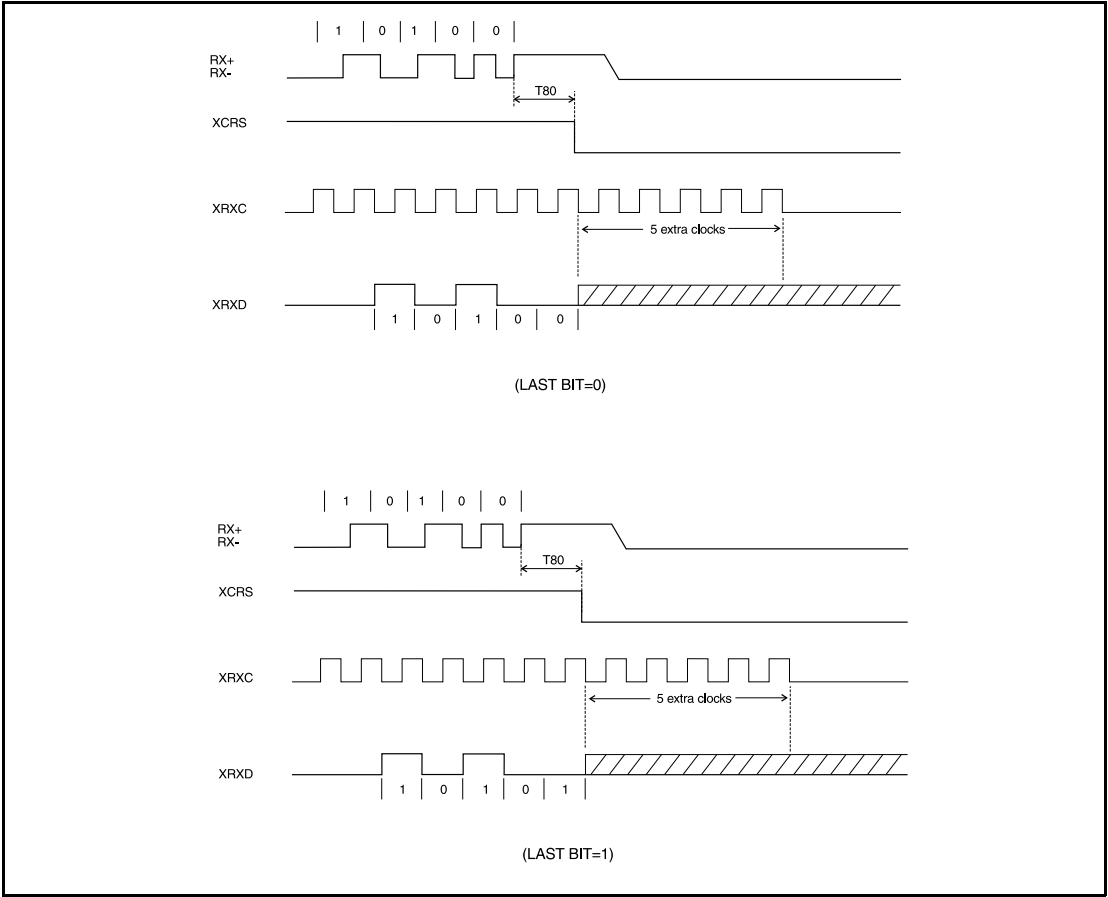 1 0 1 0 0
RX+
RX-
T80
XCRS
XRXC
5 extra clocks
XRXD
1 0 1 0 0
(LAST BIT=0)
1 0 1 0 0
RX+
RX-
T80
XCRS
XRXC
5 extra clocks
XRXD
1 0 1 0 1
(LAST BIT=1)